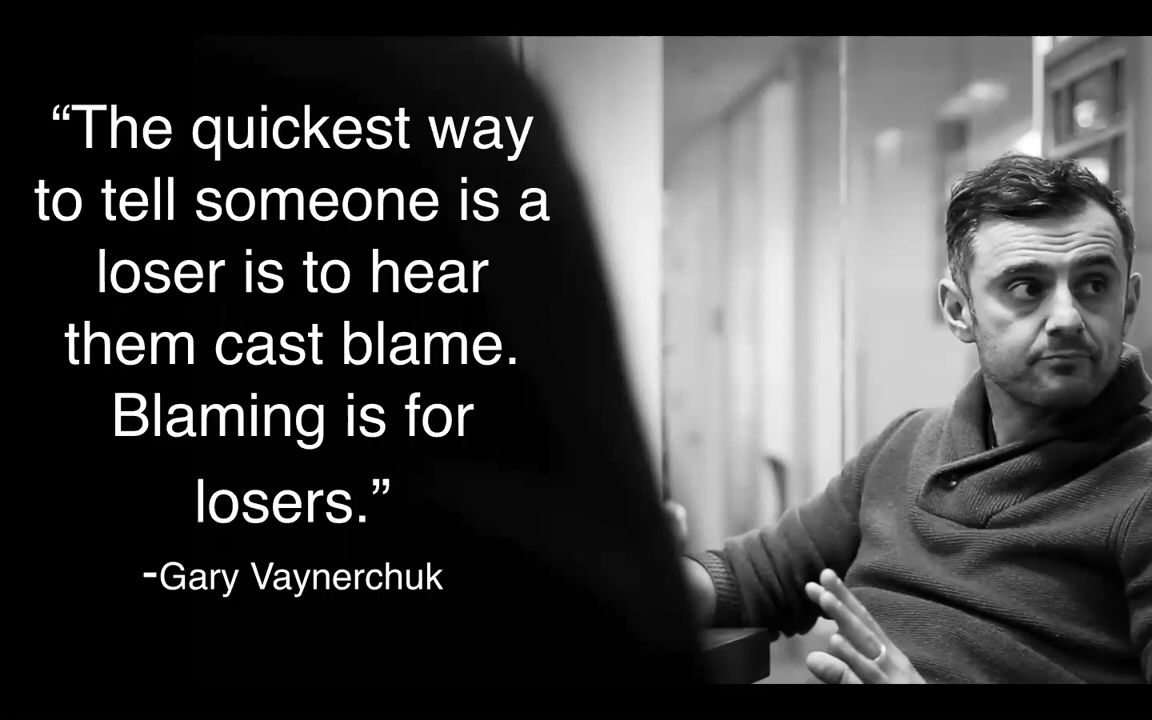 “The quickest way
to tell someone is a
loser is to hear
them cast blame.
Blaming is for
losers.”
-Gary Vaynerchuk